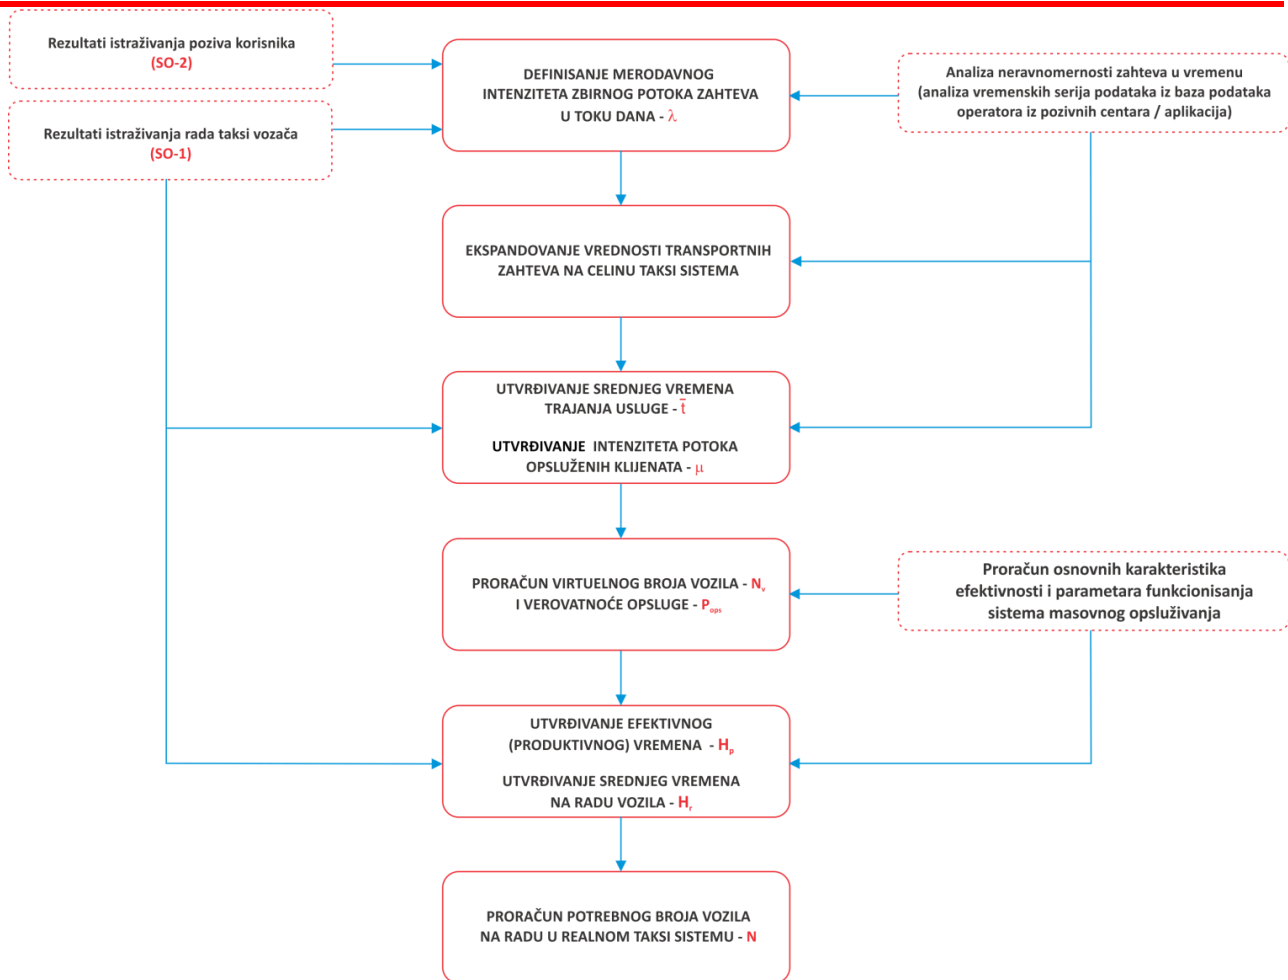 Rezultati istraživanja poziva korisnika
(SO-2)
Rezultati istraživanja rada taksi vozača
(SO-1)
DEFINISANJE MERODAVNOG
INTENZITETA ZBIRNOG POTOKA ZAHTEVA
U TOKU DANA - λ
Analiza neravnomernosti zahteva u vremenu
(analiza vremenskih serija podataka iz baza podataka
operatora iz pozivnih centara / aplikacija)
EKSPANDOVANJE VREDNOSTI TRANSPORTNIH
ZAHTEVA NA CELINU TAKSI SISTEMA
UTVRĐIVANJE SREDNJEG VREMENA
TRAJANJA USLUGE - t̄
UTVRĐIVANJE INTENZITETA POTOKA
OPSLUŽENIH KLIJENATA - μ
PRORAČUN VIRTUELNOG BROJA VOZILA - Nᵥ
I VEROVATNOĆE OPSLUGE - Pₒₚₛ
Proračun osnovnih karakteristika
efektivnosti i parametara funkcionisanja
sistema masovnog opsluživanja
UTVRĐIVANJE EFEKTIVNOG
(PRODUKTIVNOG) VREMENA - Hₚ
UTVRĐIVANJE SREDNJEG VREMENA
NA RADU VOZILA - Hᵣ
PRORAČUN POTREBNOG BROJA VOZILA
NA RADU U REALNOM TAKSI SISTEMU - N